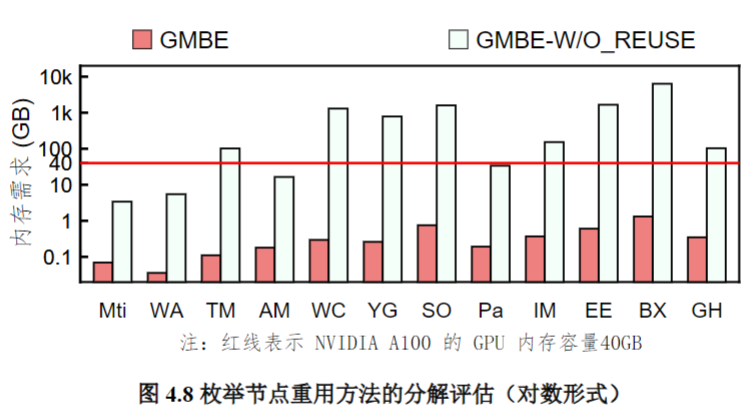 GMBE GMBE-W/O_REUSE
内存需求 (GB)
10k
1k
100
40
10
1
0.1
Mti WA TM AM WC YG SO Pa IM EE BX GH
注: 红线表示 NVIDIA A100 的 GPU 内存容量40GB
图 4.8 枚举节点重用方法的分解评估（对数形式）